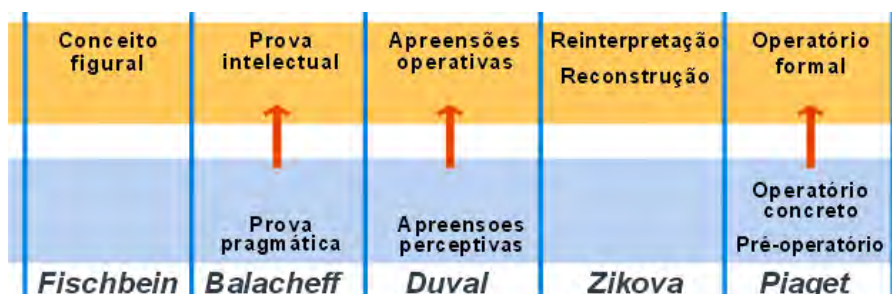 Conceito
figural
Prova
intelectual
Apreensões
operativas
Reinterpretação
Reconstrução
Operatório
formal
Prova
pragmática
Apreensoes
perceptivas
Operatório
concreto
Pré-operatório
Fischbein
Balacheff
Duval
Zikova
Piaget